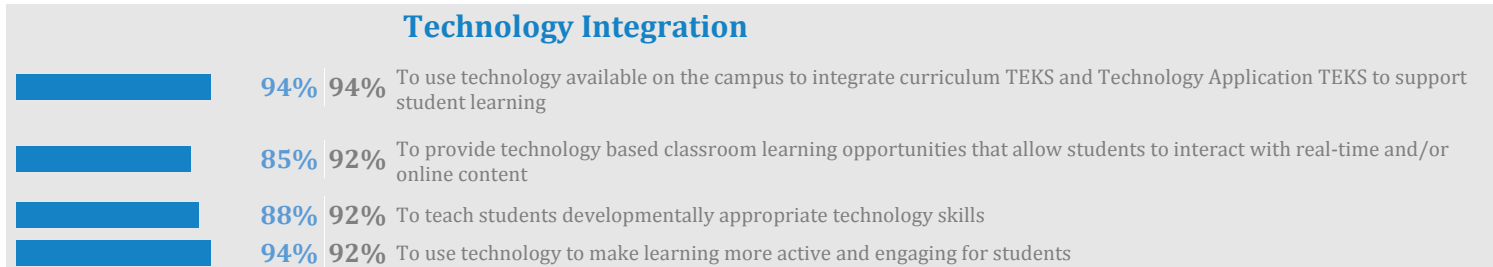 Technology Integration
94% 94% To use technology available on the campus to integrate curriculum TEKS and Technology Application TEKS to support
student learning
85% 92% To provide technology based classroom learning opportunities that allow students to interact with real-time and/or
online content
88% 92% To teach students developmentally appropriate technology skills
94% 92% To use technology to make learning more active and engaging for students